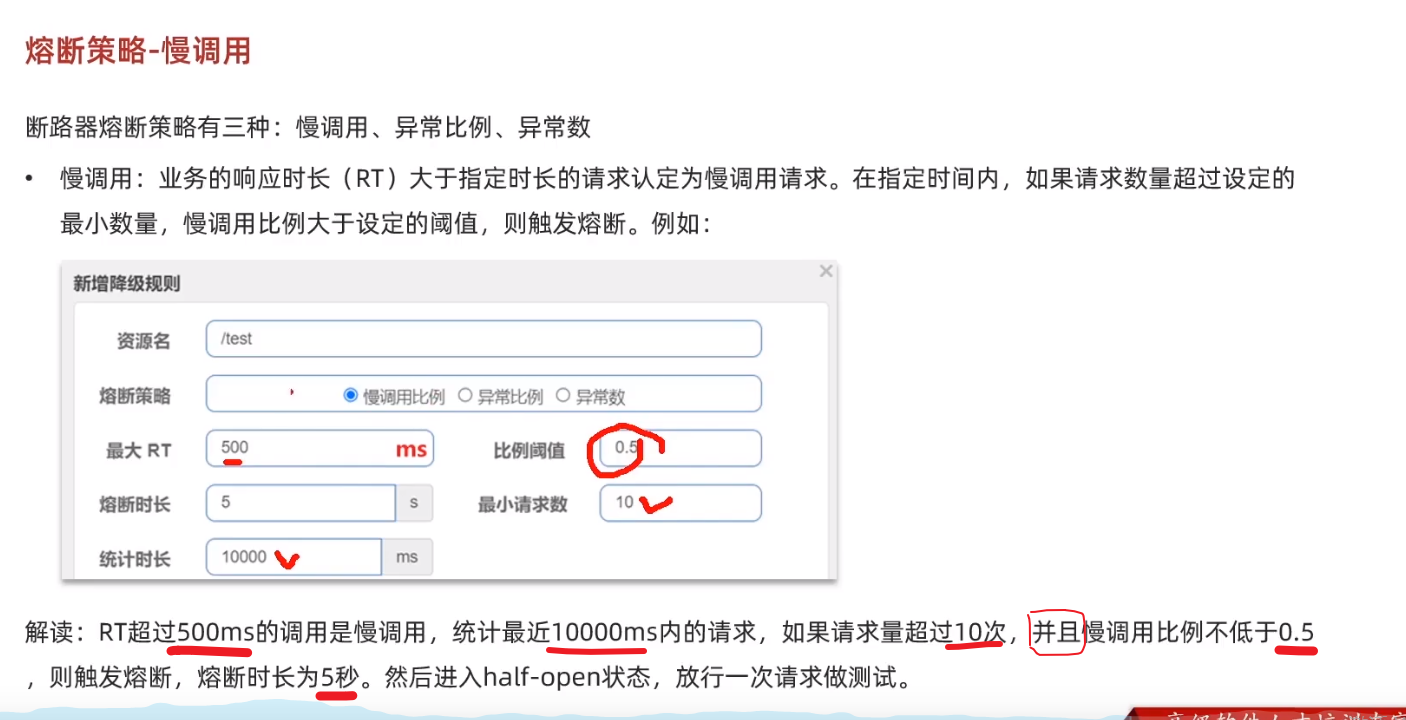 熔断策略-慢调用
断路器熔断策略有三种：慢调用、异常比例、异常数
• 慢调用：业务的响应时长（RT）大于指定时长的请求认定为慢调用请求。在指定时间内，如果请求数量超过设定的
最小数量，慢调用比例大于设定的阈值，则触发熔断。例如：
新增降级规则 ×
资源名 /test
熔断策略 慢调用比例 异常比例 异常数
最大 RT 500 ms 比例阈值 0.5
熔断时长 5 s 最小请求数 10
统计时长 10000 ms
解读：RT超过500ms的调用是慢调用，统计最近10000ms内的请求，如果请求量超过10次，并且慢调用比例不低于0.5
，则触发熔断，熔断时长为5秒。然后进入half-open状态，放行一次请求做测试。